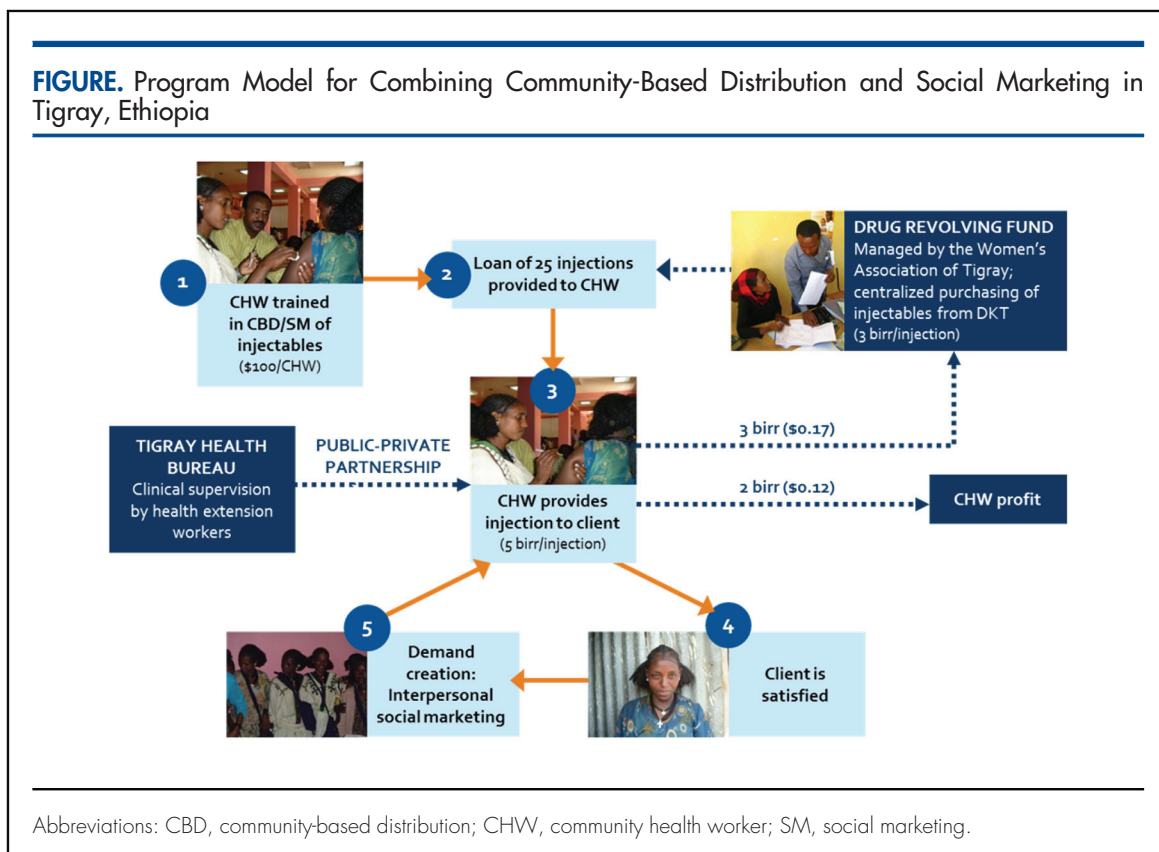 FIGURE. Program Model for Combining Community-Based Distribution and Social Marketing in
Tigray, Ethiopia
1
CHW trained
in CBD/SM of
injectables
($100/CHW)
2
Loan of 25 injections
provided to CHW
DRUG REVOLVING FUND
Managed by the Women's
Association of Tigray;
centralized purchasing of
injectables from DKT
(3 birr/injection)
3
CHW provides
injection to client
(5 birr/injection)
TIGRAY HEALTH
BUREAU
Clinical supervision
by health extension
workers
PUBLIC-PRIVATE
PARTNERSHIP
3 birr ($0.17)
2 birr ($0.12)
CHW profit
4
Client is
satisfied
5
Demand
creation:
Interpersonal
social marketing
Abbreviations: CBD, community-based distribution; CHW, community health worker; SM, social marketing.